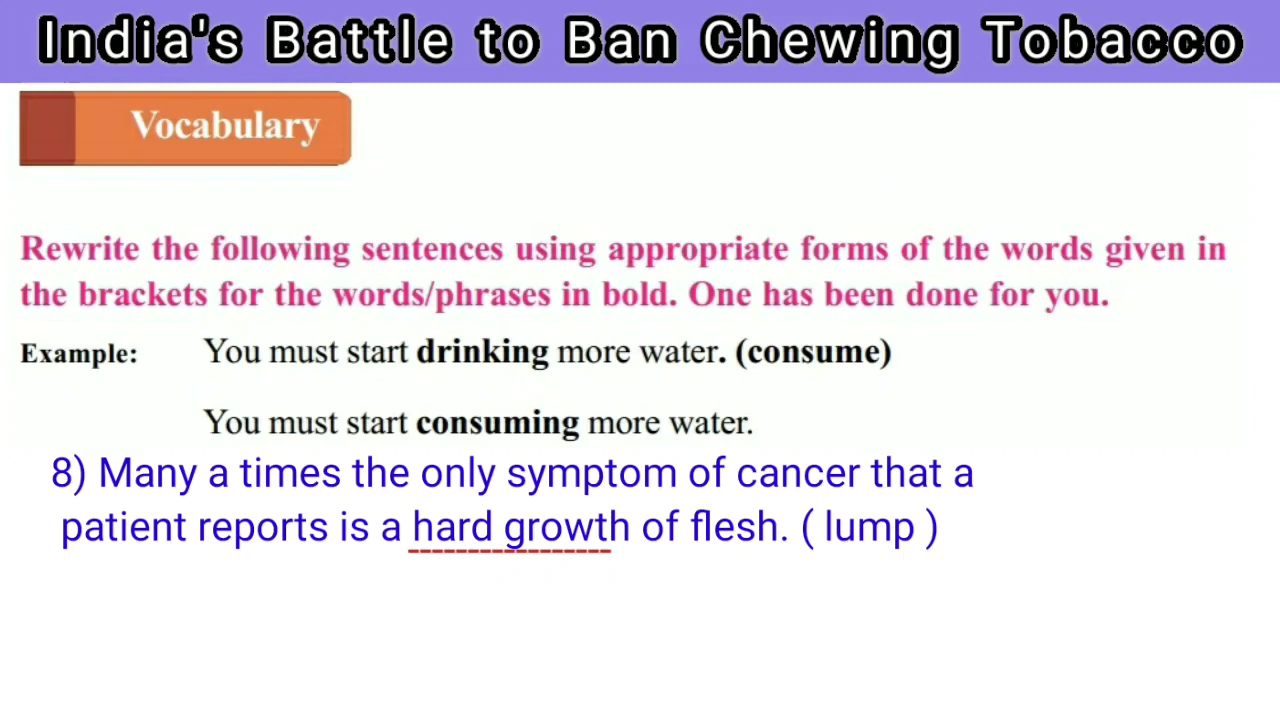 India's Battle to Ban Chewing Tobacco
Vocabulary
Rewrite the following sentences using appropriate forms of the words given in
the brackets for the words/phrases in bold. One has been done for you.
Example: You must start drinking more water. (consume)
You must start consuming more water.
8) Many a times the only symptom of cancer that a
patient reports is a hard growth of flesh. ( lump )